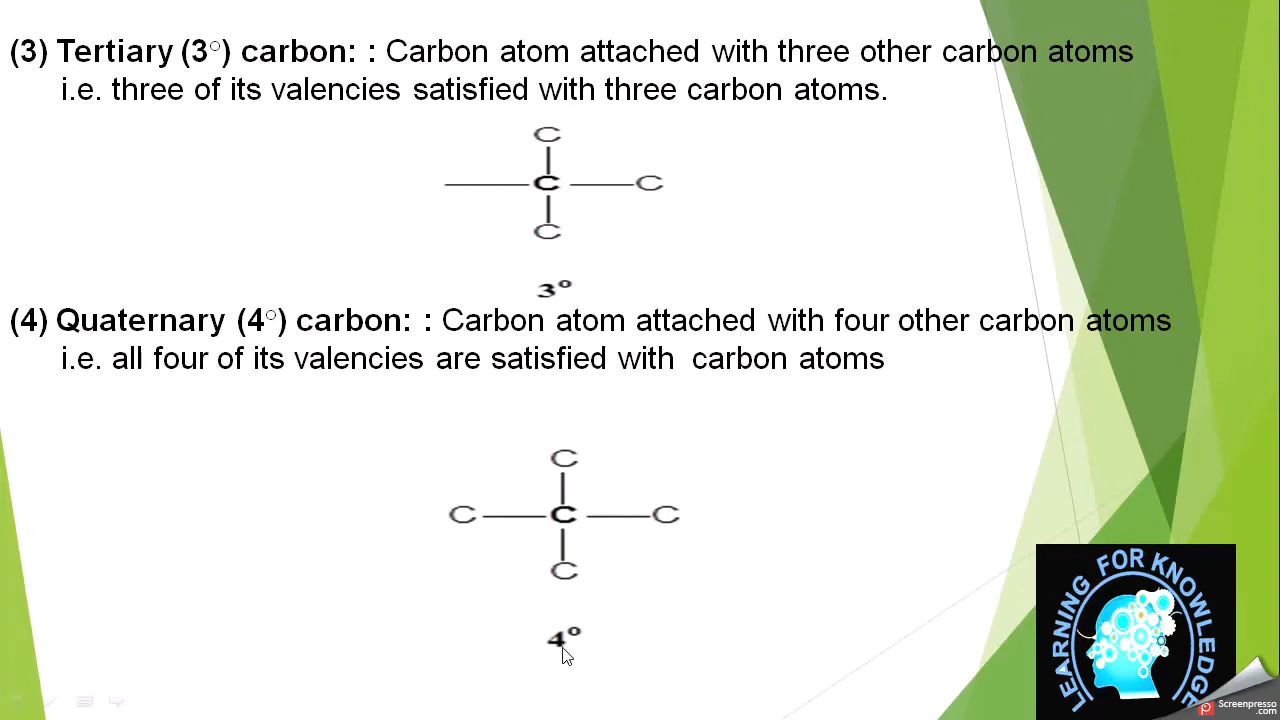 (3) Tertiary (3○) carbon: : Carbon atom attached with three other carbon atoms
i.e. three of its valencies satisfied with three carbon atoms.
C
C C
C
3°
(4) Quaternary (4○) carbon: : Carbon atom attached with four other carbon atoms
i.e. all four of its valencies are satisfied with carbon atoms
C
C C C
C
4°
LEARNING FOR KNOWLEDGE
Screenpresso
.com